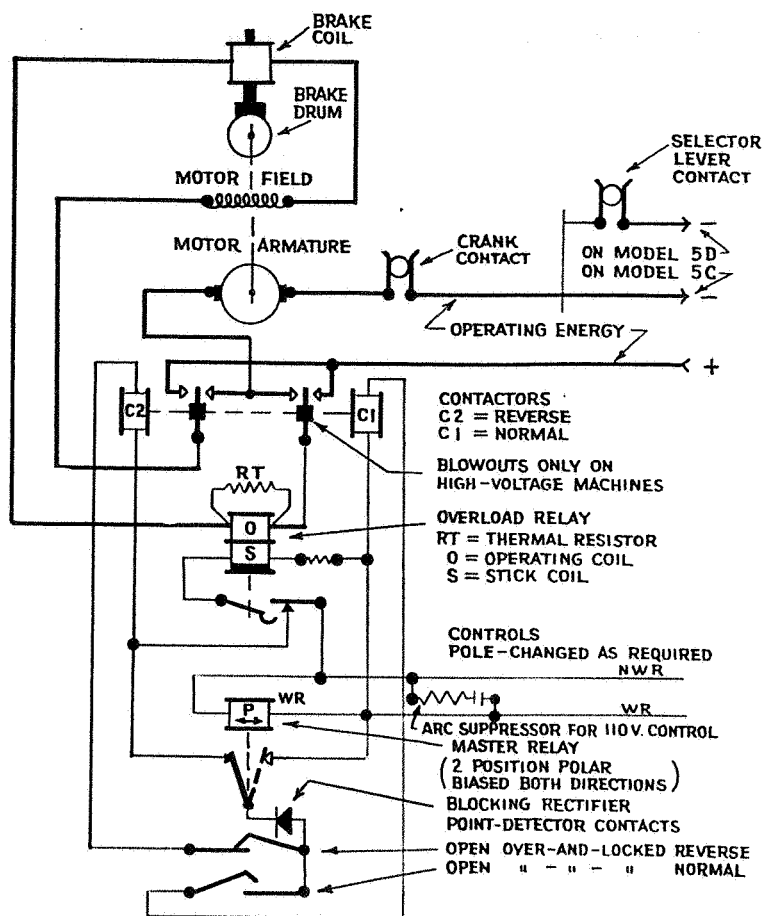 BRAKE
COIL
BRAKE
DRUM
SELECTOR
LEVER
CONTACT
MOTOR FIELD
MOTOR ARMATURE
CRANK
CONTACT
–
ON MODEL 5D
ON MODEL 5C
–
OPERATING ENERGY
+
C2
C1
CONTACTORS
C2 = REVERSE
C1 = NORMAL
BLOWOUTS ONLY ON
HIGH-VOLTAGE MACHINES
RT
O
S
OVERLOAD RELAY
RT = THERMAL RESISTOR
O = OPERATING COIL
S = STICK COIL
CONTROLS
POLE-CHANGED AS REQUIRED
NWR
WR
P
WR
ARC SUPPRESSOR FOR 110V. CONTROL
MASTER RELAY
(2 POSITION POLAR
BIASED BOTH DIRECTIONS)
BLOCKING RECTIFIER
POINT-DETECTOR CONTACTS
OPEN OVER-AND-LOCKED REVERSE
OPEN " – " – " NORMAL